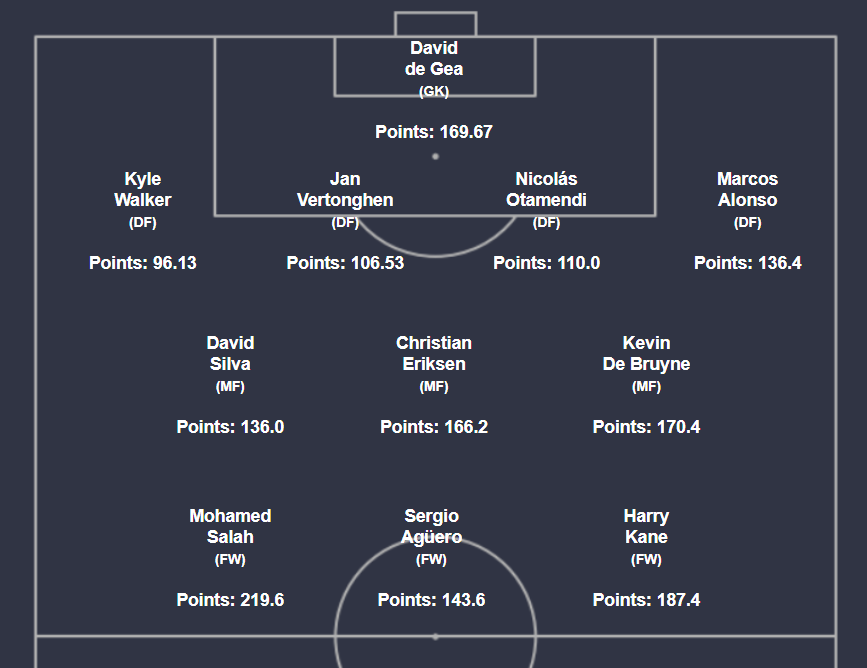 David
de Gea
(GK)
Points: 169.67
Kyle
Walker
(DF)
Points: 96.13
Jan
Vertonghen
(DF)
Points: 106.53
Nicolás
Otamendi
(DF)
Points: 110.0
Marcos
Alonso
(DF)
Points: 136.4
David
Silva
(MF)
Points: 136.0
Christian
Eriksen
(MF)
Points: 166.2
Kevin
De Bruyne
(MF)
Points: 170.4
Mohamed
Salah
(FW)
Points: 219.6
Sergio
Agüero
(FW)
Points: 143.6
Harry
Kane
(FW)
Points: 187.4